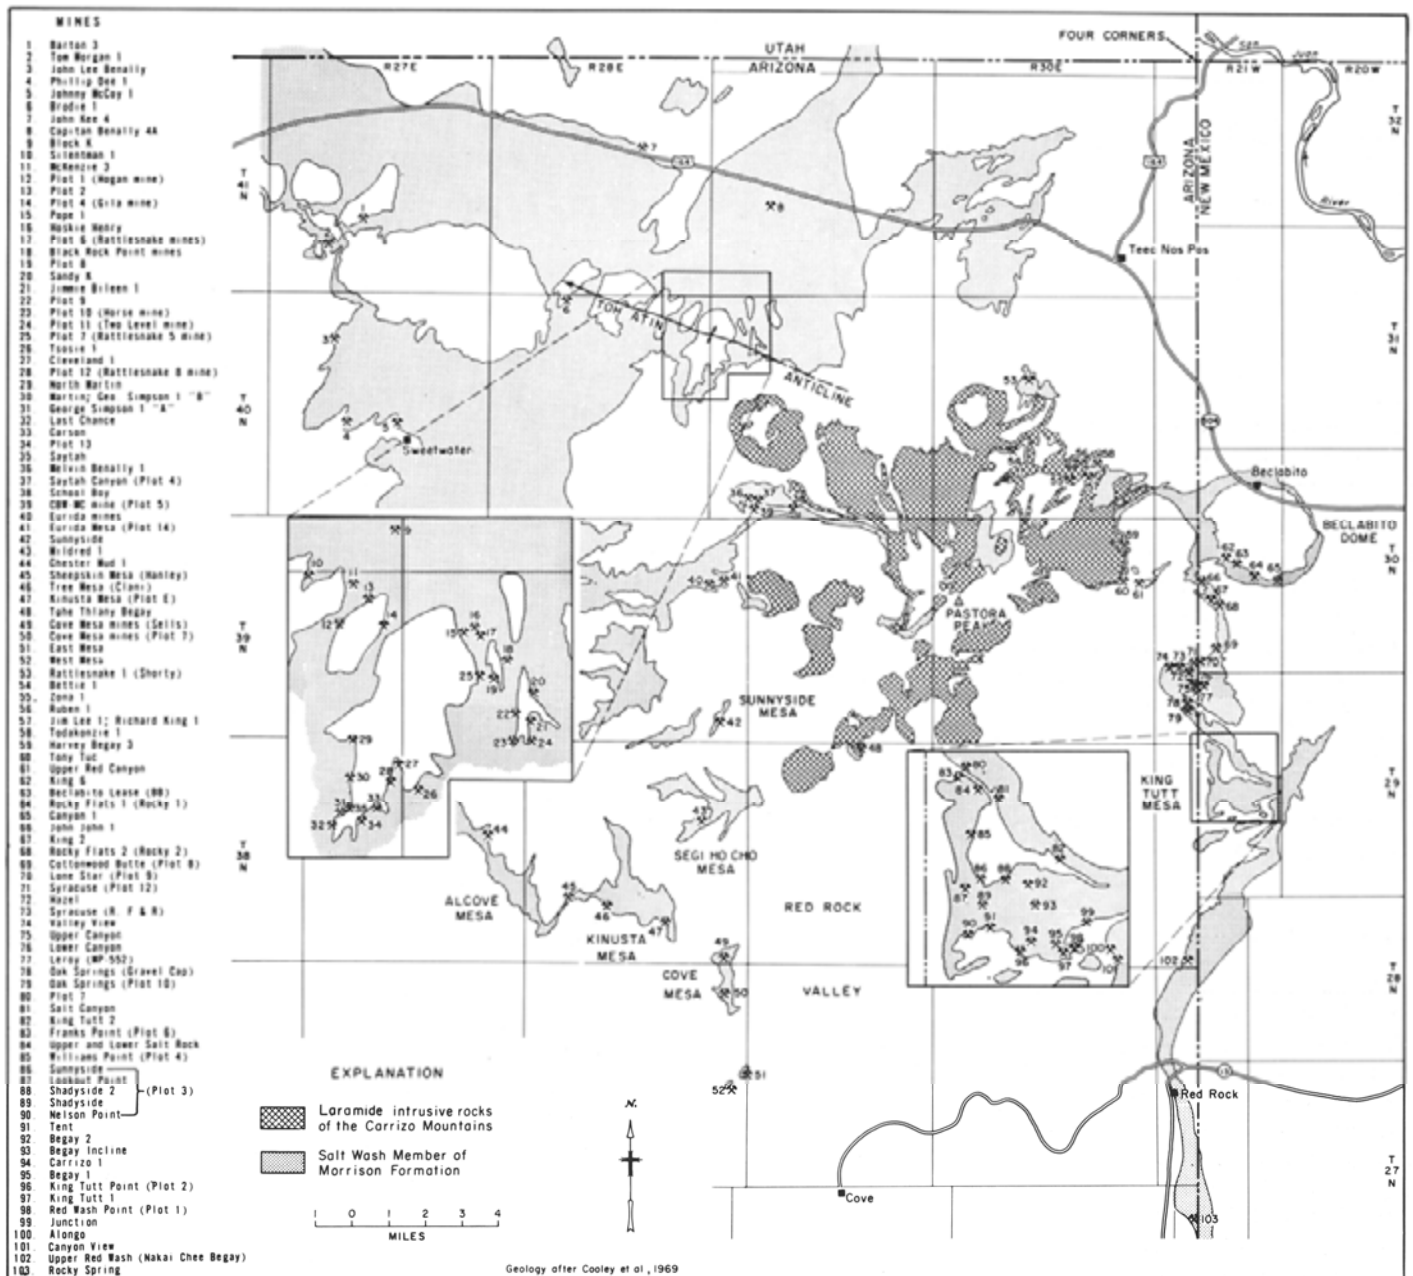 MINES
1 Barton 3
2 Tom Morgan 1
3 John Lee Benally
4 Phillip Dee 1
5 Johnny McCoy 1
6 Brodie 1
7 John Kee 4
8 Capitan Benally 4A
9 Block K
10. Silentman 1
11. McKenzie 3
12. Plot 1 (Hogan mine)
13. Plot 2
14. Plot 4 (Gila mine)
15. Pope 1
16. Hoskie Henry
17. Plot 6 (Rattlesnake mines)
18. Black Rock Point mines
19. Plot 8
20. Sandy K
21. Jimmie Bileen 1
22. Plot 9
23. Plot 10 (Horse mine)
24. Plot 11 (Two Level mine)
25. Plot 7 (Rattlesnake 5 mine)
26. Tsosie 1
27. Cleveland 1
28. Plot 12 (Rattlesnake 8 mine)
29. North Martin
30. Martin; Geo. Simpson 1 "B"
31. George Simpson 1 "A"
32. Last Chance
33. Carson
34. Plot 13
35. Saytah
36. Melvin Benally 1
37. Saytah Canyon (Plot 4)
38. School Boy
39. CBW-MC mine (Plot 5)
40. Eurida mines
41. Eurida Mesa (Plot 14)
42. Sunnyside
43. Mildred 1
44. Chester Mud 1
45. Sheepskin Mesa (Hanley)
46. Tree Mesa (Clani)
47. Kinusta Mesa (Plot E)
48. Tohe Thlany Begay
49. Cove Mesa mines (Sells)
50. Cove Mesa mines (Plot 7)
51. East Mesa
52. West Mesa
53. Rattlesnake 1 (Shorty)
54. Bettie 1
55. Zona 1
56. Ruben 1
57. Jim Lee 1; Richard King 1
58. Todakonzie 1
59. Harvey Begay 3
60. Tony Tuc
61. Upper Red Canyon
62. King 6
63. Beclabito Lease (BB)
64. Rocky Flats 1 (Rocky 1)
65. Canyon 1
66. John John 1
67. King 2
68. Rocky Flats 2 (Rocky 2)
69. Cottonwood Butte (Plot 8)
70. Lone Star (Plot 9)
71. Syracuse (Plot 12)
72. Hazel
73. Syracuse (R. F & R)
74. Valley View
75. Upper Canyon
76. Lower Canyon
77. Leroy (MP-552)
78. Oak Springs (Gravel Cap)
79. Oak Springs (Plot 10)
80. Plot 7
81. Salt Canyon
82. King Tutt 2
83. Franks Point (Plot 6)
84. Upper and Lower Salt Rock
85. Williams Point (Plot 4)
86. Sunnyside
87. Lookout Point
88. Shadyside 2 (Plot 3)
89. Shadyside
90. Nelson Point
91. Tent
92. Begay 2
93. Begay Incline
94. Carrizo 1
95. Begay 1
96. King Tutt Point (Plot 2)
97. King Tutt 1
98. Red Wash Point (Plot 1)
99. Junction
100. Alongo
101. Canyon View
102. Upper Red Wash (Nakai Chee Begay)
103. Rocky Spring
FOUR CORNERS
UTAH
ARIZONA
R27E
R28E
R30E
R21W
R20W
San Juan
River
ARIZONA
NEW MEXICO
164
164
T 41 N
T 40 N
T 39 N
T 38 N
T 32 N
T 31 N
T 30 N
T 29 N
T 28 N
T 27 N
Teec Nos Pos
TOH ATIN
ANTICLINE
Sweetwater
Beclabito
BECLABITO
DOME
PASTORA
PEAK
SUNNYSIDE
MESA
KING
TUTT
MESA
SEGI HO CHO
MESA
ALCOVE
MESA
KINUSTA
MESA
RED ROCK
VALLEY
COVE
MESA
Red Rock
Cove
EXPLANATION
Laramide intrusive rocks
of the Carrizo Mountains
Salt Wash Member of
Morrison Formation
N.
1 0 1 2 3 4
MILES
Geology after Cooley et al, 1969